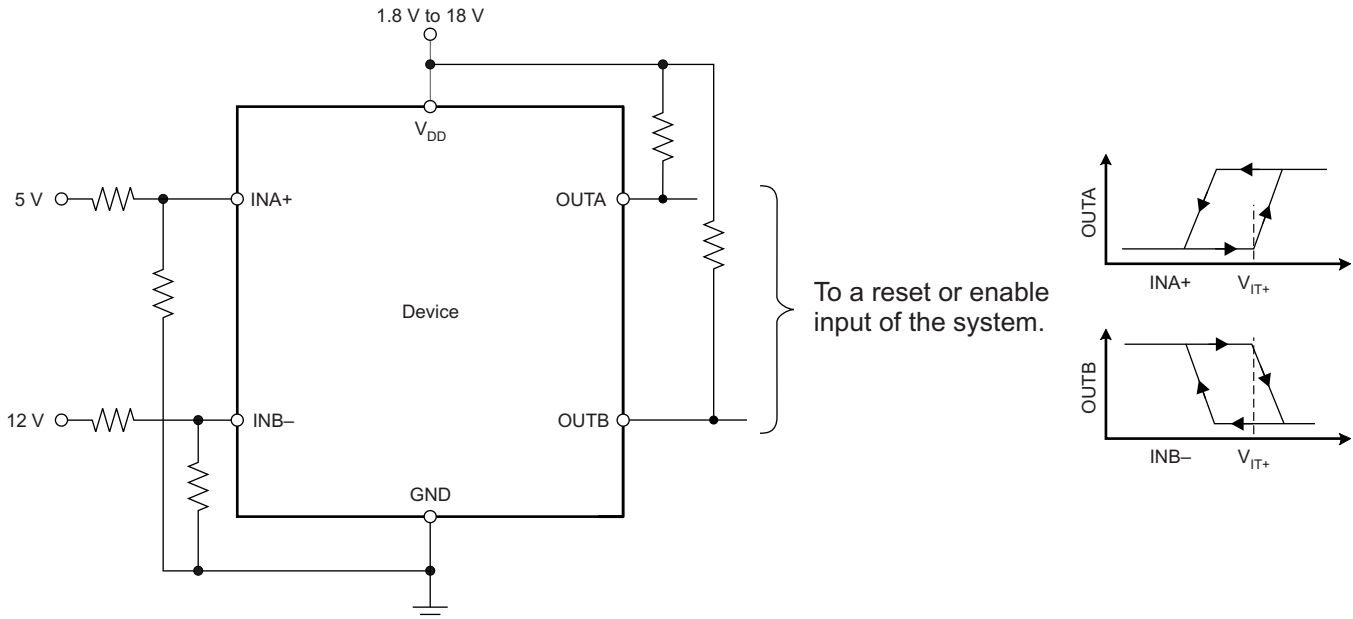 1.8 V to 18 V
V_DD
5 V
INA+
OUTA
Device
To a reset or enable
input of the system.
12 V
INB–
OUTB
GND
OUTA
INA+ V_IT+
OUTB
INB– V_IT+